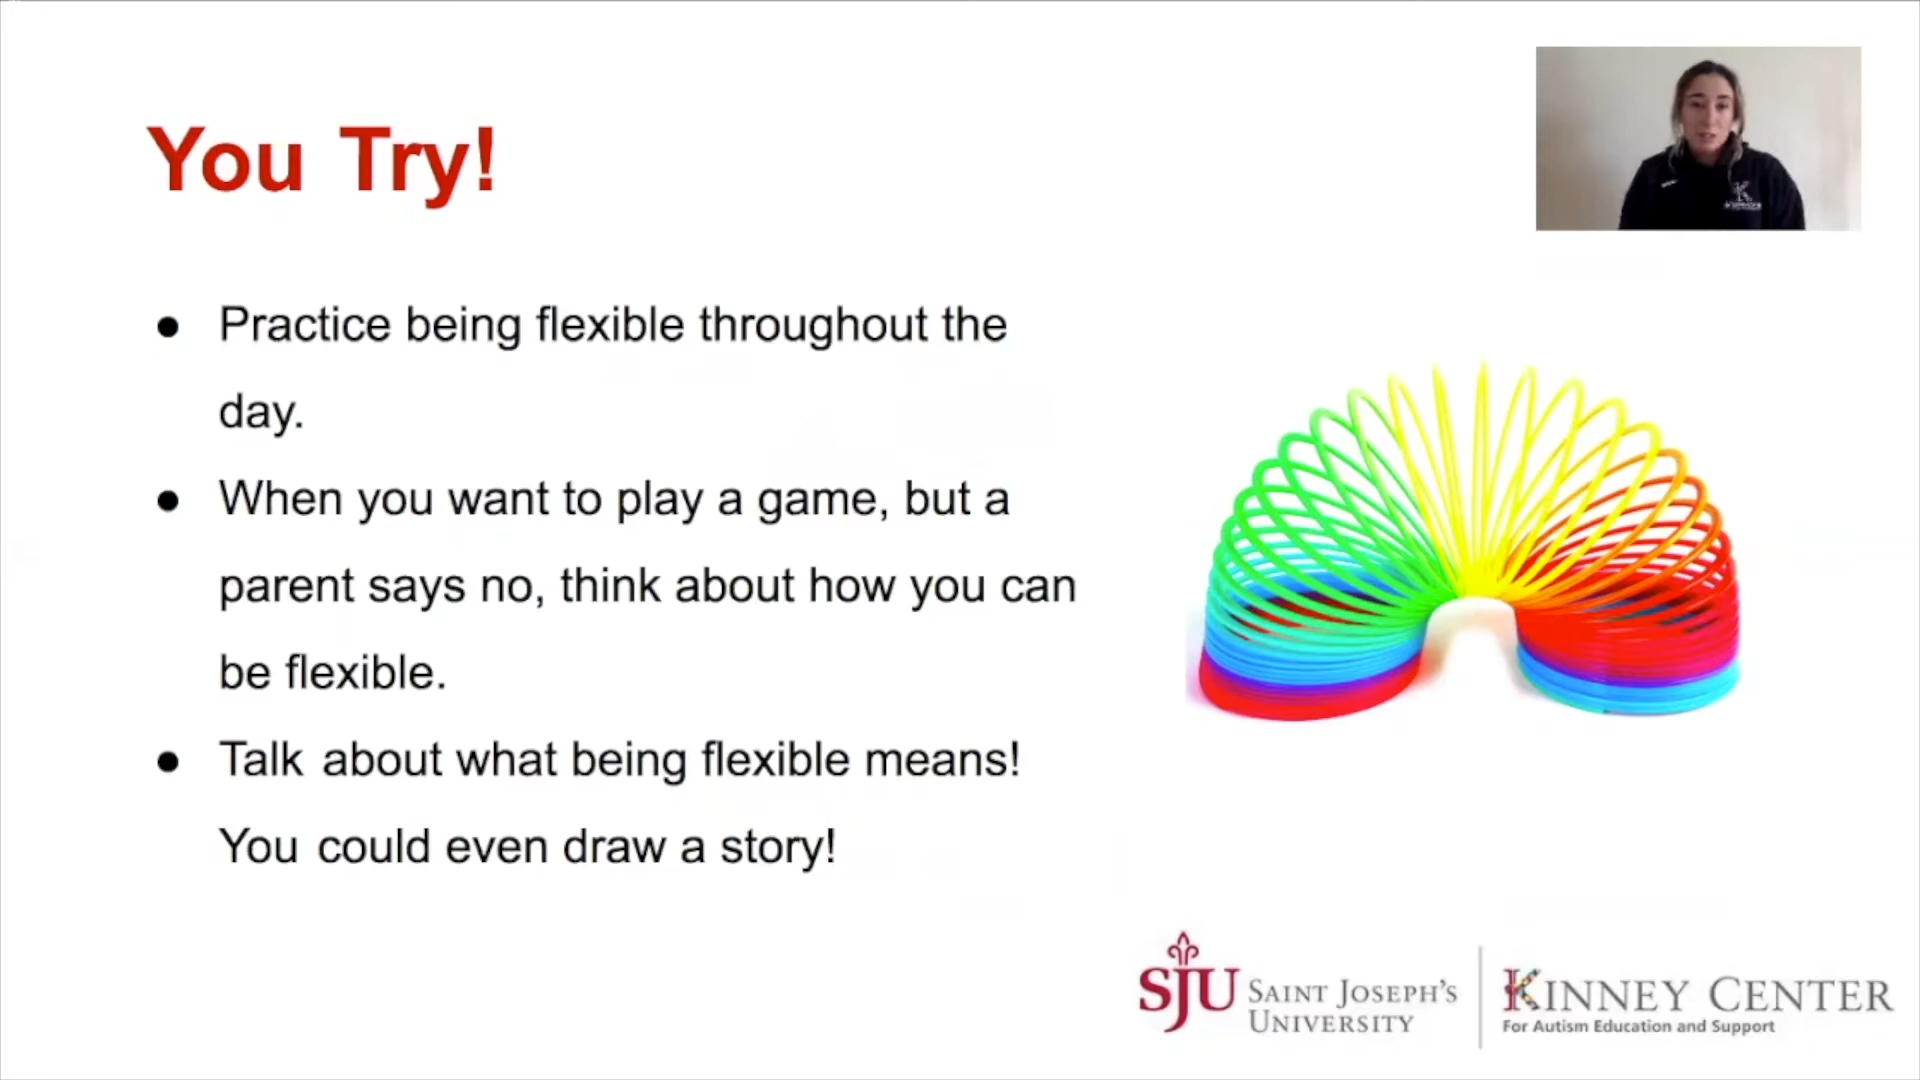 You Try!
● Practice being flexible throughout the
day.
● When you want to play a game, but a
parent says no, think about how you can
be flexible.
● Talk about what being flexible means!
You could even draw a story!
SJU SAINT JOSEPH'S
UNIVERSITY
KINNEY CENTER
For Autism Education and Support